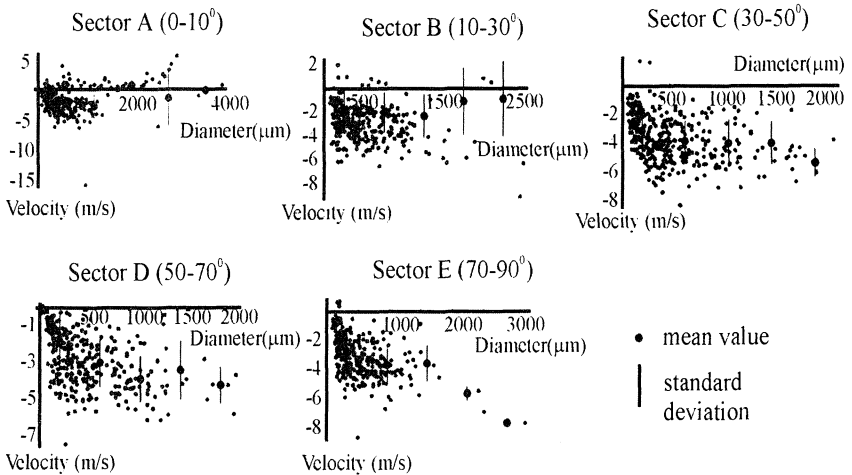 Sector A (0-10⁰)
5
-5
-10
-15
2000
4000
Diameter(µm)
Velocity (m/s)
Sector B (10-30⁰)
2
-2
-4
-6
-8
500
1500
2500
Diameter(µm)
Velocity (m/s)
Sector C (30-50⁰)
Diameter(µm)
-2
-4
-6
-8
500
1000
1500
2000
Velocity (m/s)
Sector D (50-70⁰)
-1
-3
-5
-7
500
1000
1500
2000
Diameter(µm)
Velocity (m/s)
Sector E (70-90⁰)
-2
-4
-6
-8
1000
2000
3000
Diameter(µm)
Velocity (m/s)
mean value
standard
deviation